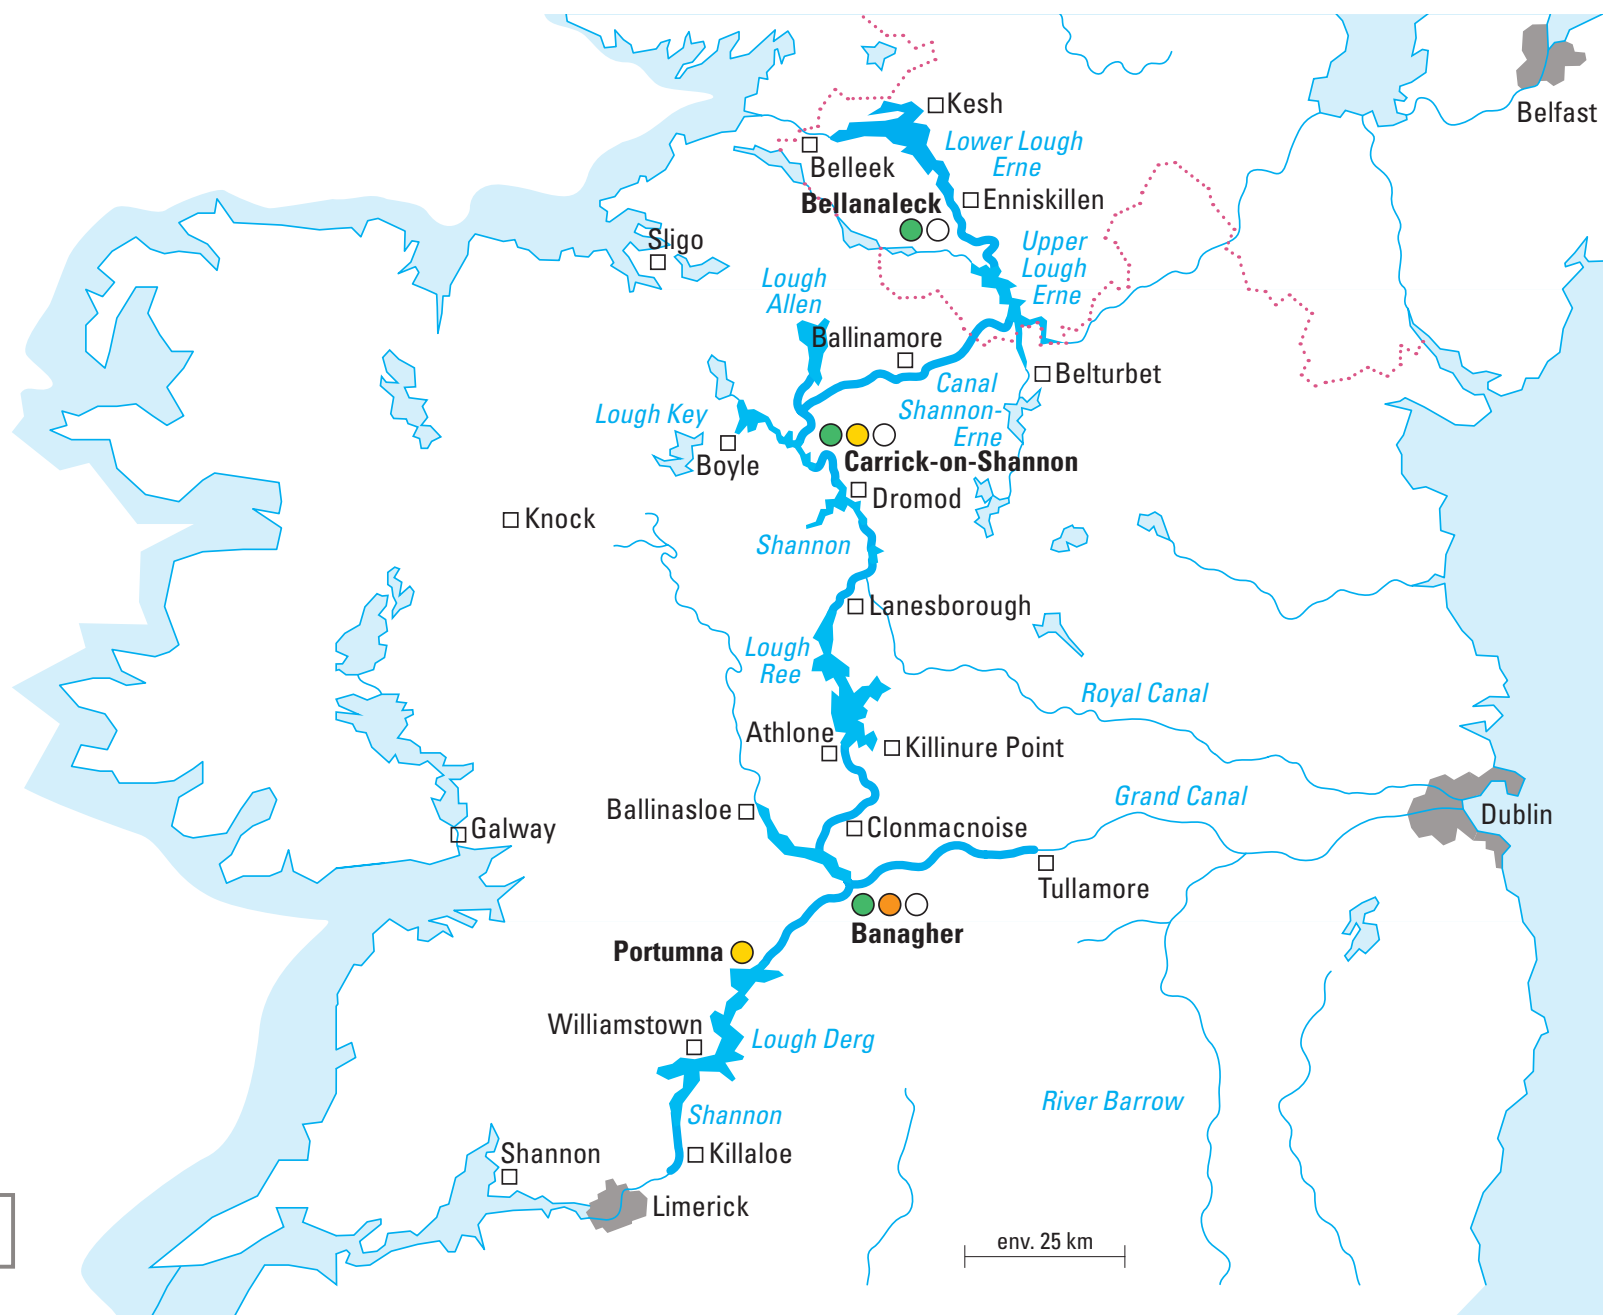 Kesh
Belfast
Lower Lough
Erne
Belleek
Enniskillen
Bellanaleck
Sligo
Upper
Lough
Erne
Lough
Allen
Ballinamore
Belturbet
Canal
Shannon-
Erne
Lough Key
Boyle
Carrick-on-Shannon
Dromod
Knock
Shannon
Lanesborough
Lough
Ree
Royal Canal
Athlone
Killinure Point
Grand Canal
Ballinasloe
Dublin
Galway
Clonmacnoise
Tullamore
Banagher
Portumna
Williamstown
Lough Derg
River Barrow
Shannon
Shannon
Killaloe
Limerick
env. 25 km